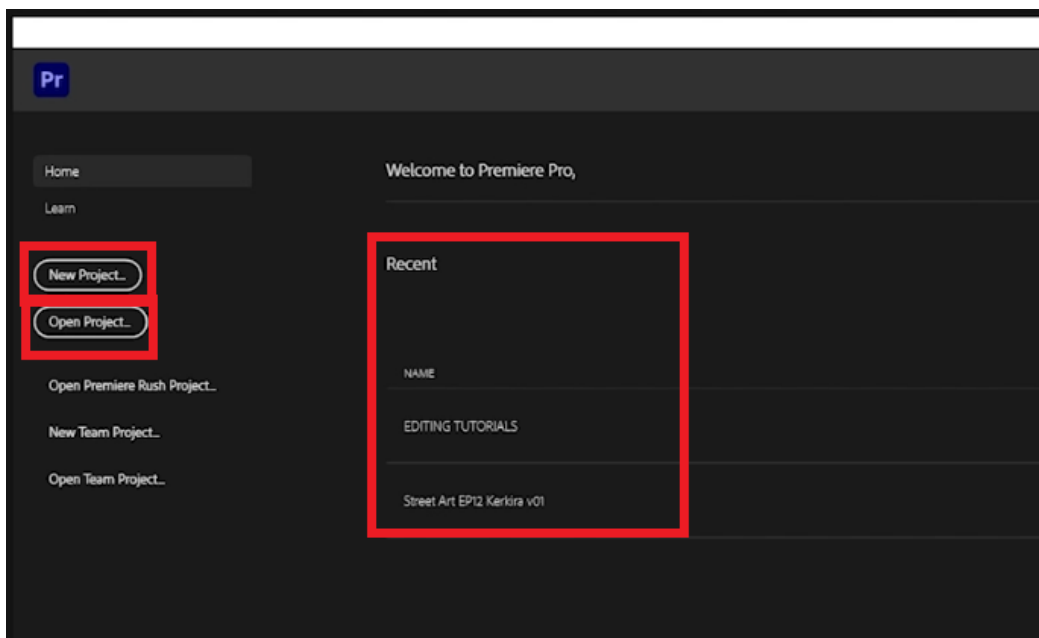 Pr
Home
Learn
New Project...
Open Project...
Open Premiere Rush Project...
New Team Project...
Open Team Project...
Welcome to Premiere Pro,
Recent
NAME
EDITING TUTORIALS
Street Art EP12 Kerkira v01